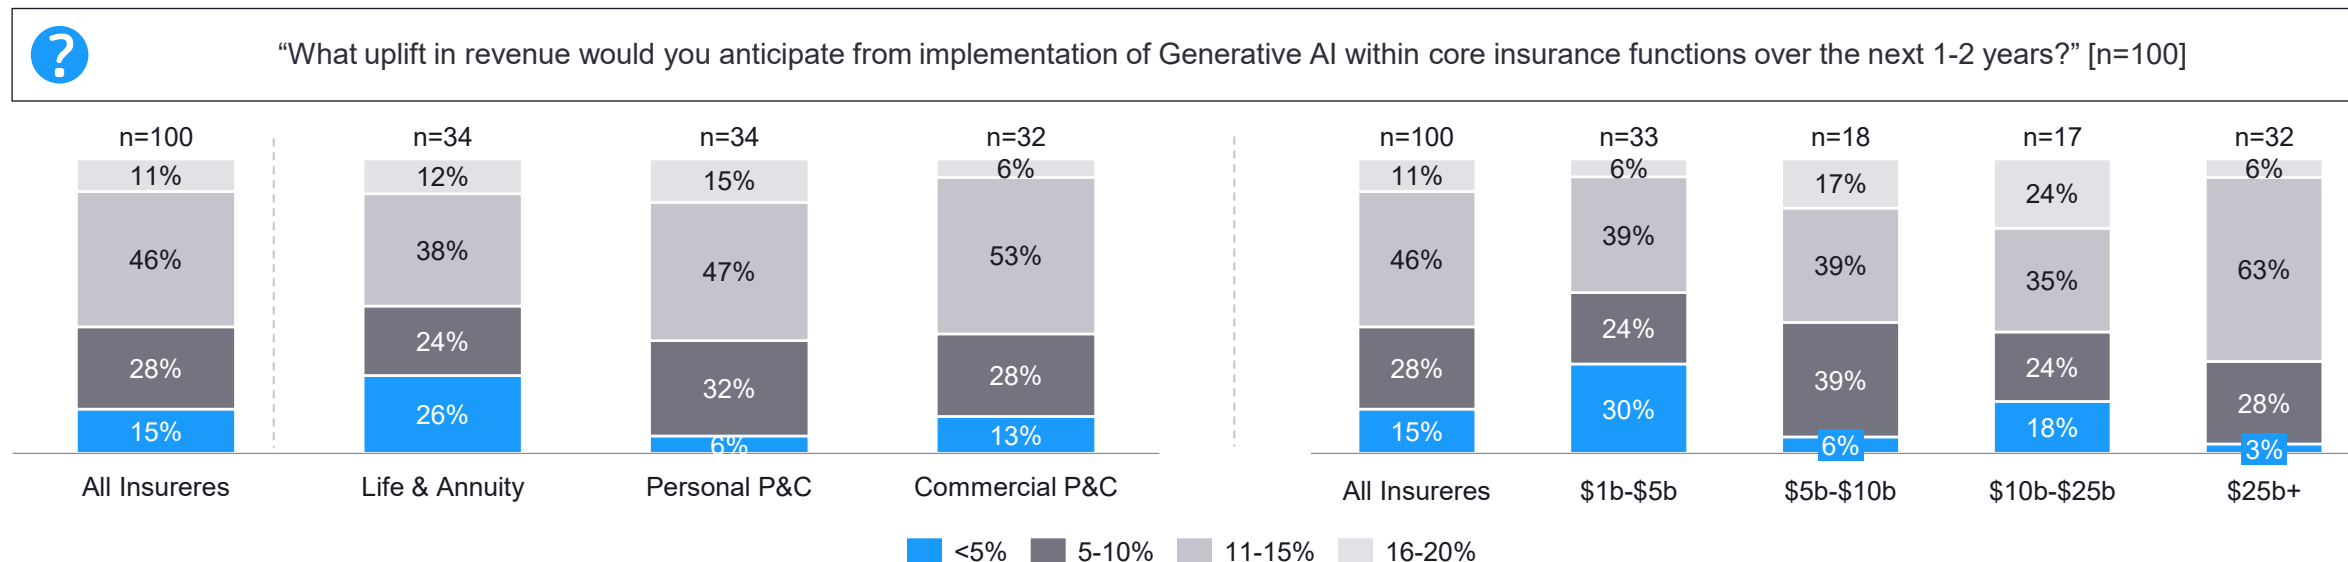 ?
“What uplift in revenue would you anticipate from implementation of Generative AI within core insurance functions over the next 1-2 years?” [n=100]
n=100 n=34 n=34 n=32
11% 12% 15% 6%
46% 38% 47% 53%
28% 24% 32% 28%
15% 26% 6% 13%
All Insureres Life & Annuity Personal P&C Commercial P&C
n=100 n=33 n=18 n=17 n=32
11% 6% 17% 24% 6%
46% 39% 39% 35% 63%
28% 24% 39% 24% 28%
15% 30% 6% 18% 3%
All Insureres $1b-$5b $5b-$10b $10b-$25b $25b+
<5% 5-10% 11-15% 16-20%